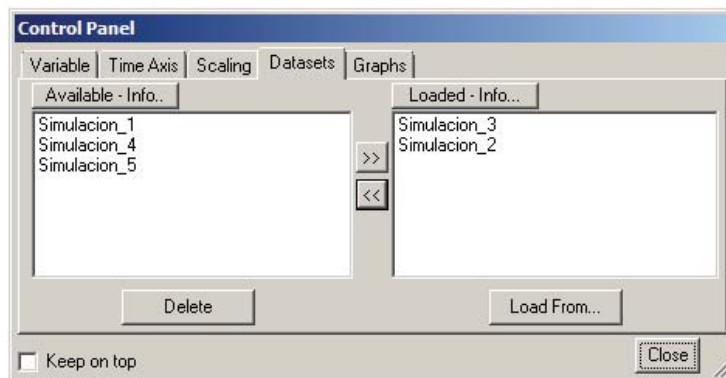 Control Panel
Variable Time Axis Scaling Datasets Graphs
Available - Info.. Loaded - Info...
Simulacion_1 Simulacion_3
Simulacion_4 Simulacion_2
Simulacion_5
>>
<<
Delete Load From...
Keep on top Close